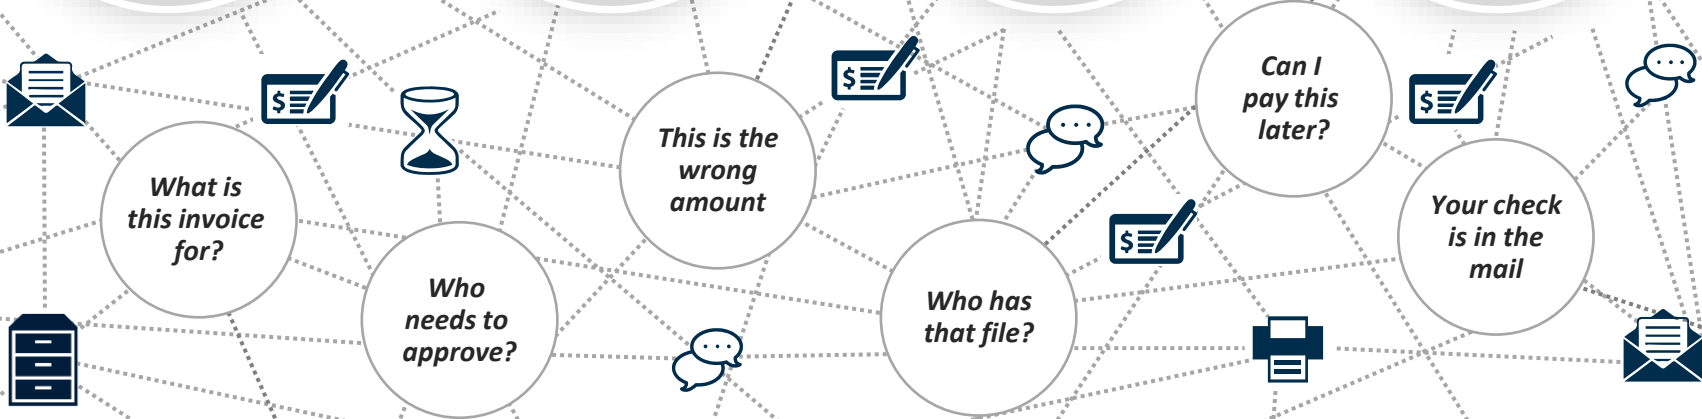 What is
this invoice
for?
Who
needs to
approve?
This is the
wrong
amount
Who has
that file?
Can I
pay this
later?
Your check
is in the
mail
$
$
$
$